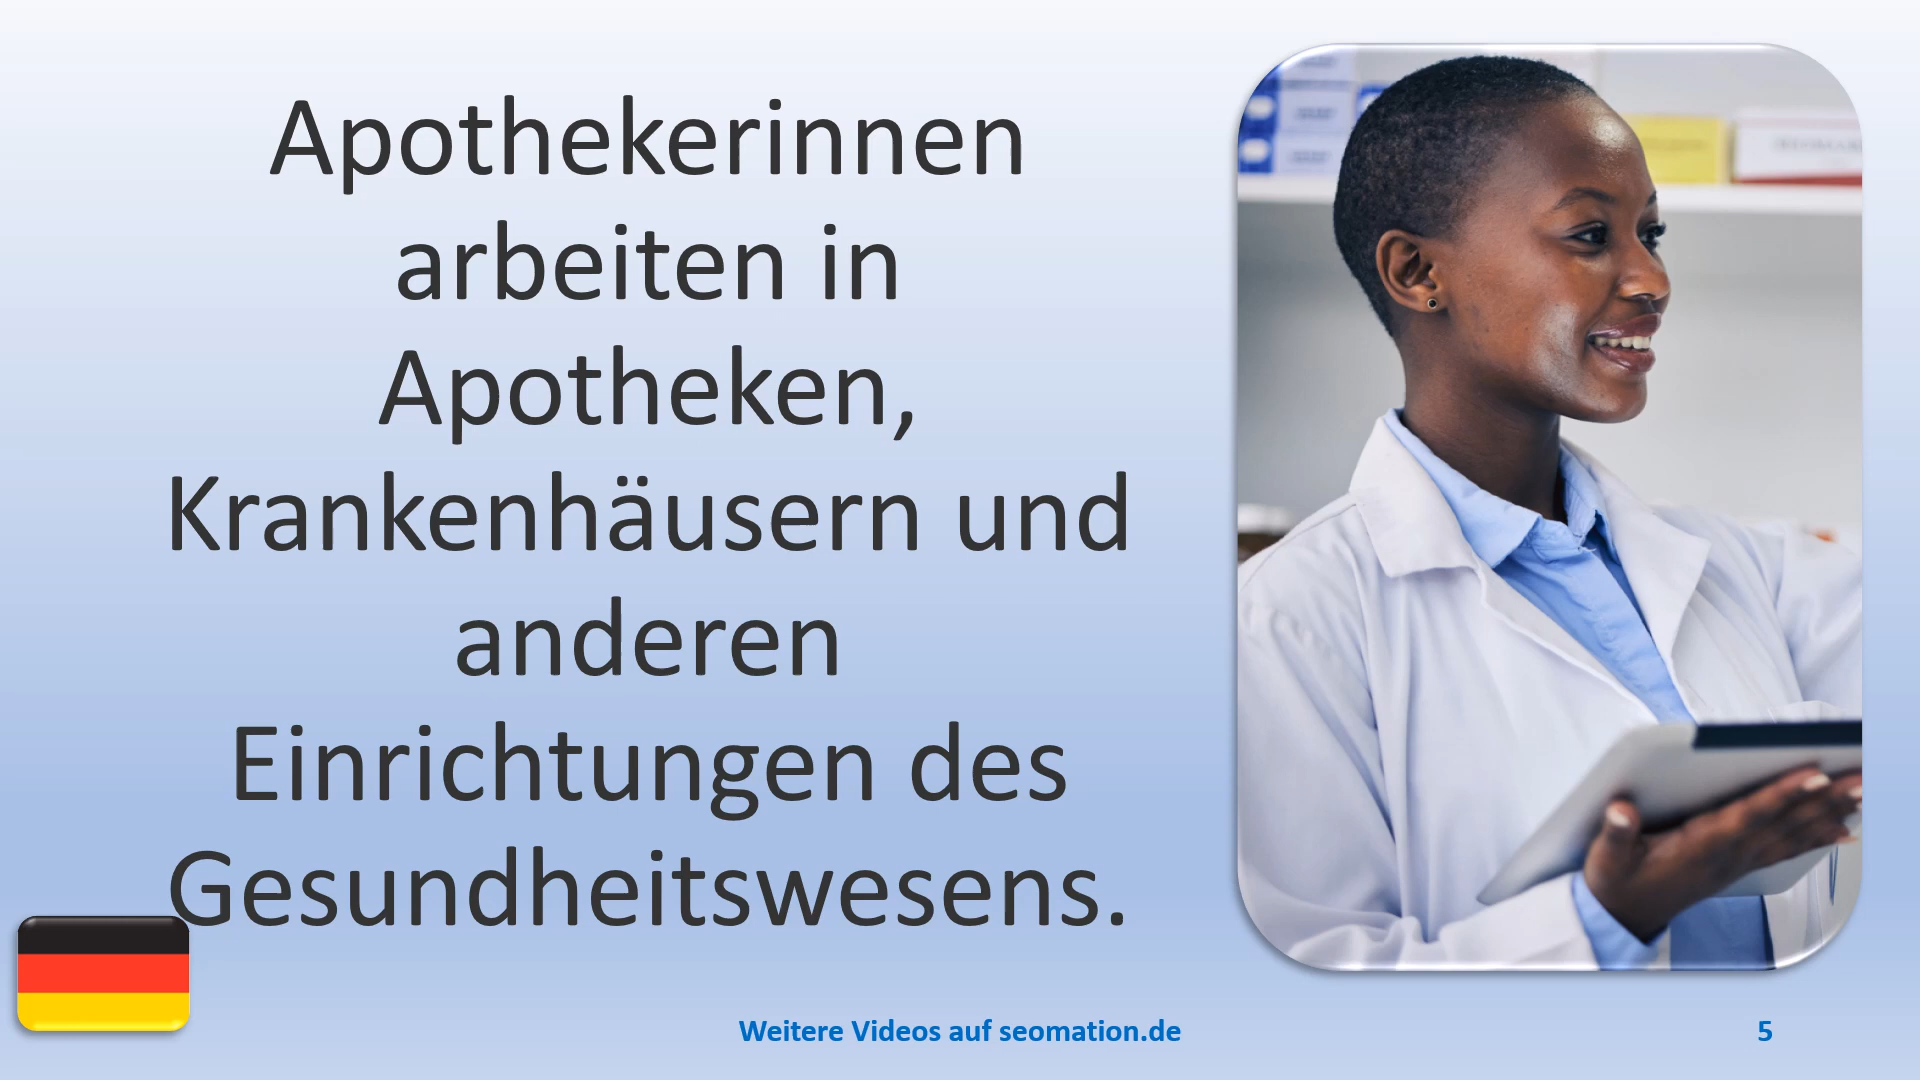 Apothekerinnen
arbeiten in
Apotheken,
Krankenhäusern und
anderen
Einrichtungen des
Gesundheitswesens.
Weitere Videos auf seomation.de
5